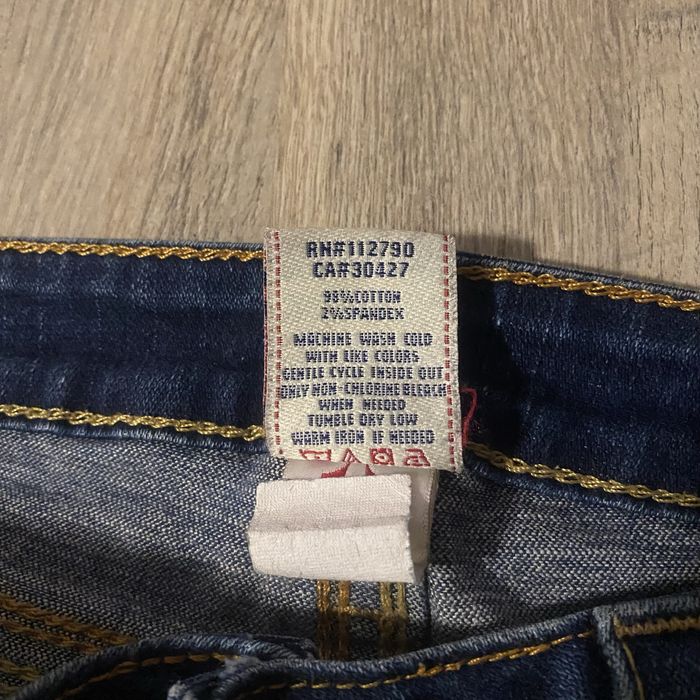 RN#112790
CA#30427
98%COTTON
2%SPANDEX
MACHINE WASH COLD
WITH LIKE COLORS
GENTLE CYCLE INSIDE OUT
ONLY NON-CHLORINE BLEACH
WHEN NEEDED
TUMBLE DRY LOW
WARM IRON IF NEEDED